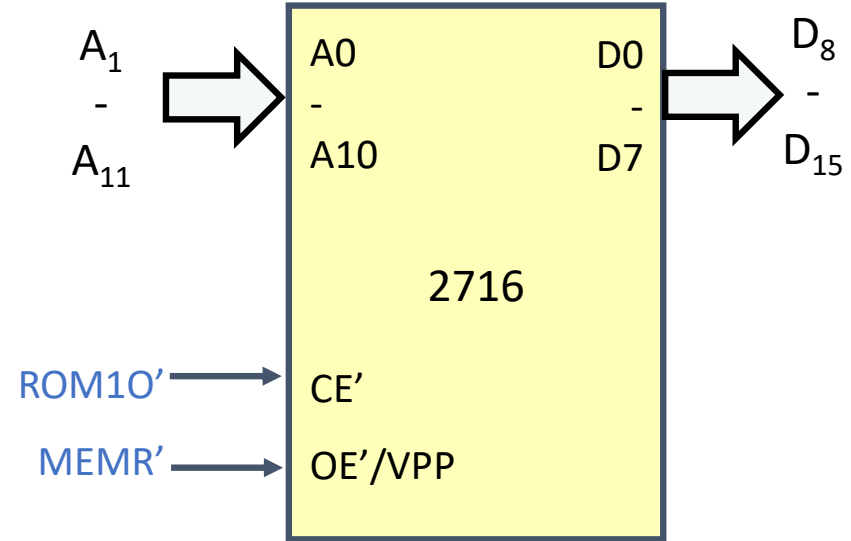 A₁
-
A₁₁
A0
-
A10
D0
-
D7
D₈
-
D₁₅
2716
ROM1O’
CE’
MEMR’
OE’/VPP